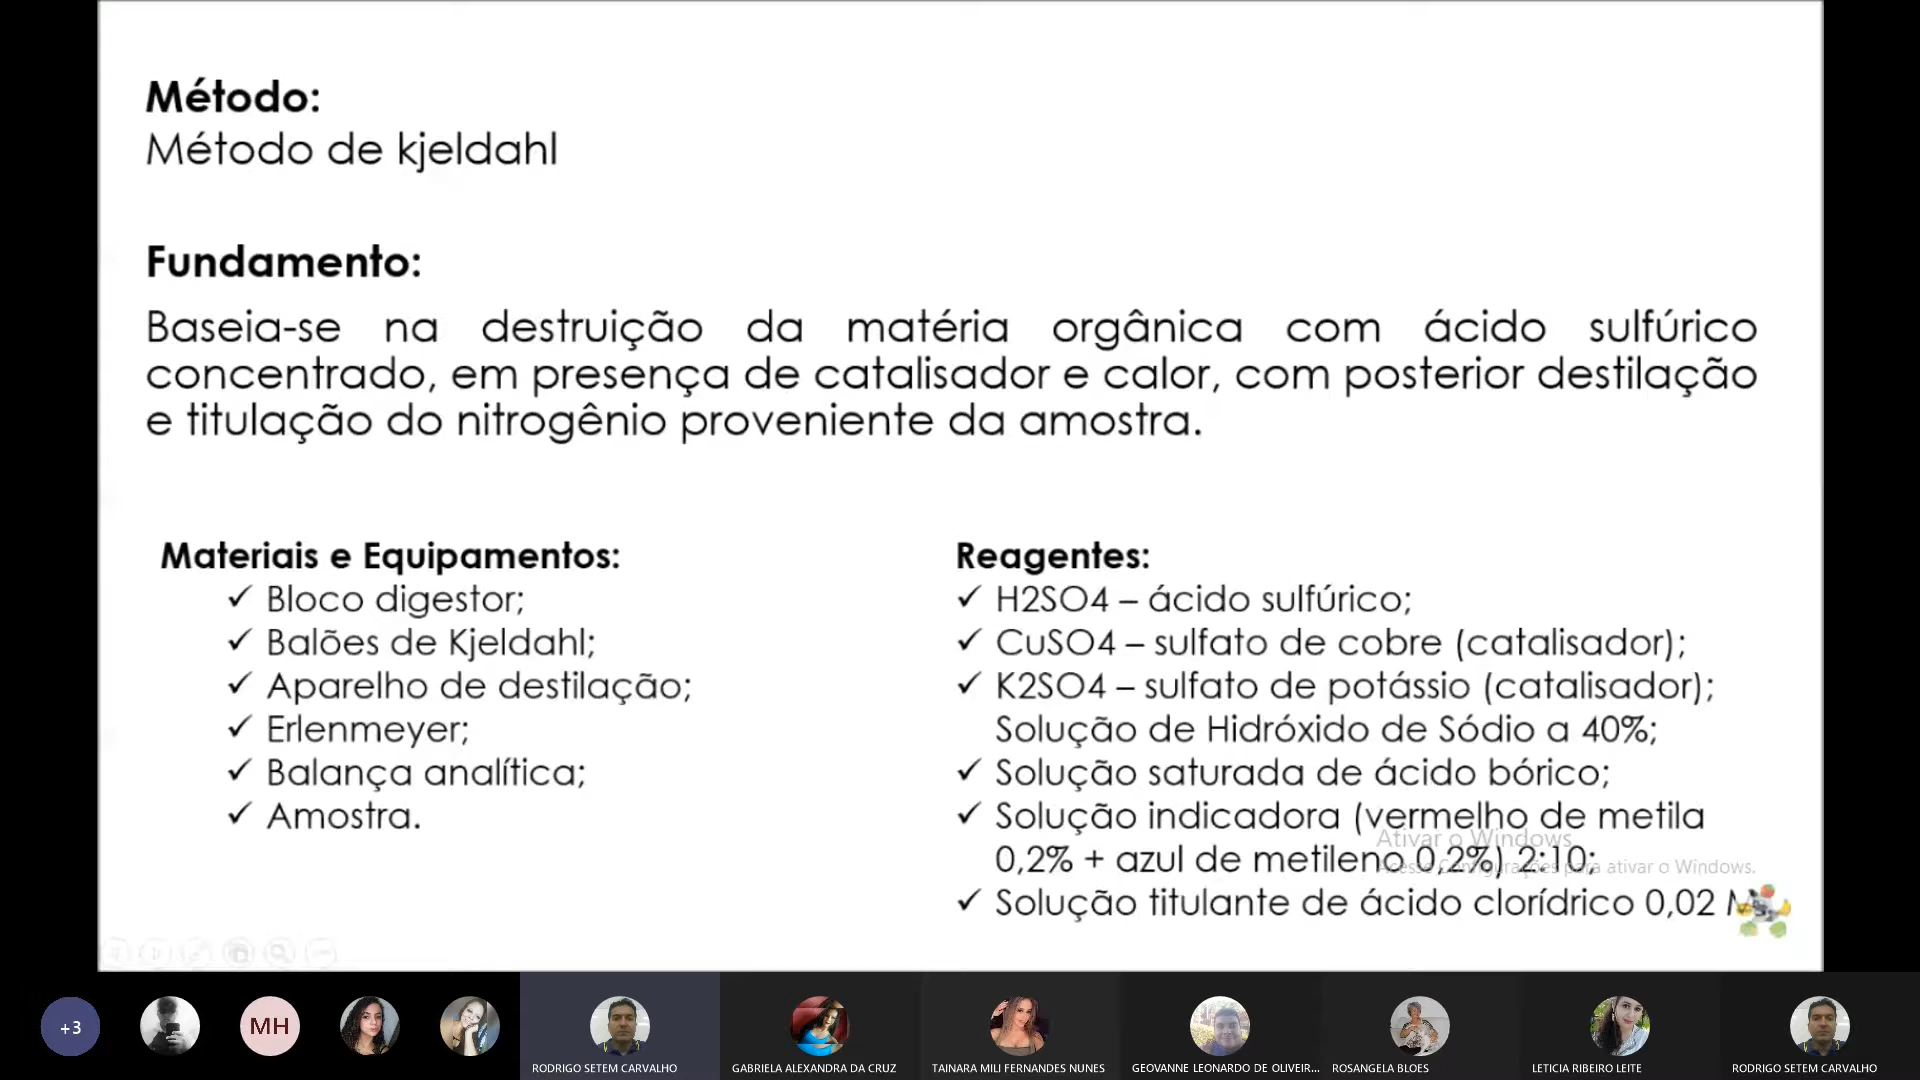 Método:
Método de kjeldahl
Fundamento:
Baseia-se na destruição da matéria orgânica com ácido sulfúrico
concentrado, em presença de catalisador e calor, com posterior destilação
e titulação do nitrogênio proveniente da amostra.
Materiais e Equipamentos:
✓ Bloco digestor;
✓ Balões de Kjeldahl;
✓ Aparelho de destilação;
✓ Erlenmeyer;
✓ Balança analítica;
✓ Amostra.
Reagentes:
✓ H2SO4 – ácido sulfúrico;
✓ CuSO4 – sulfato de cobre (catalisador);
✓ K2SO4 – sulfato de potássio (catalisador);
Solução de Hidróxido de Sódio a 40%;
✓ Solução saturada de ácido bórico;
✓ Solução indicadora (vermelho de metila
0,2% + azul de metileno 0,2%) 2:10;
✓ Solução titulante de ácido clorídrico 0,02 M
Ativar o Windows
Acesse Configurações para ativar o Windows.
+3
MH
RODRIGO SETEM CARVALHO
GABRIELA ALEXANDRA DA CRUZ
TAINARA MILI FERNANDES NUNES
GEOVANNE LEONARDO DE OLIVEIR...
ROSANGELA BLOES
LETICIA RIBEIRO LEITE
RODRIGO SETEM CARVALHO